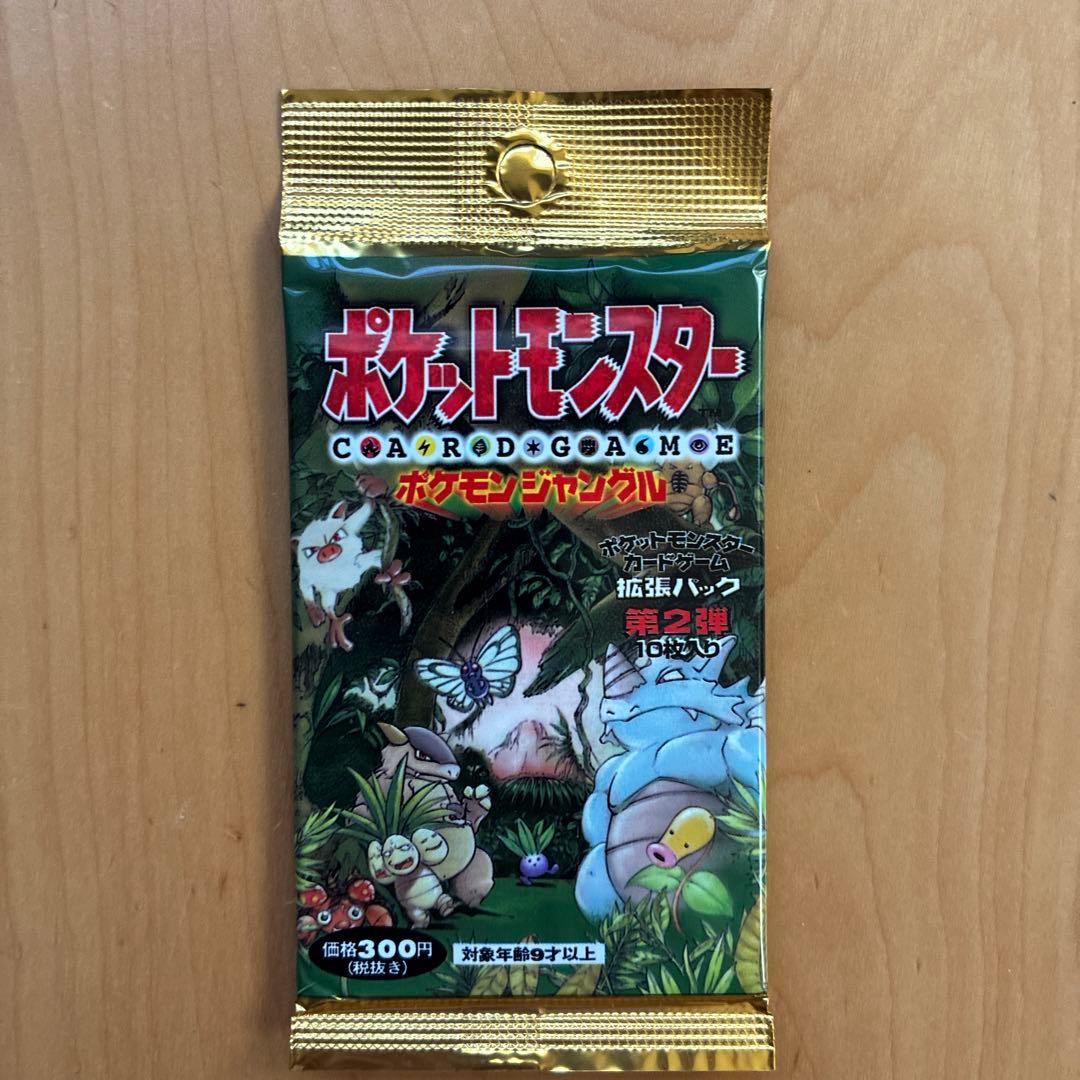 ポケットモンスター
TM
CARD GAME
ポケモンジャングル
ポケットモンスター
カードゲーム
拡張パック
第2弾
10枚入り
価格300円
(税抜き)
対象年齢9才以上